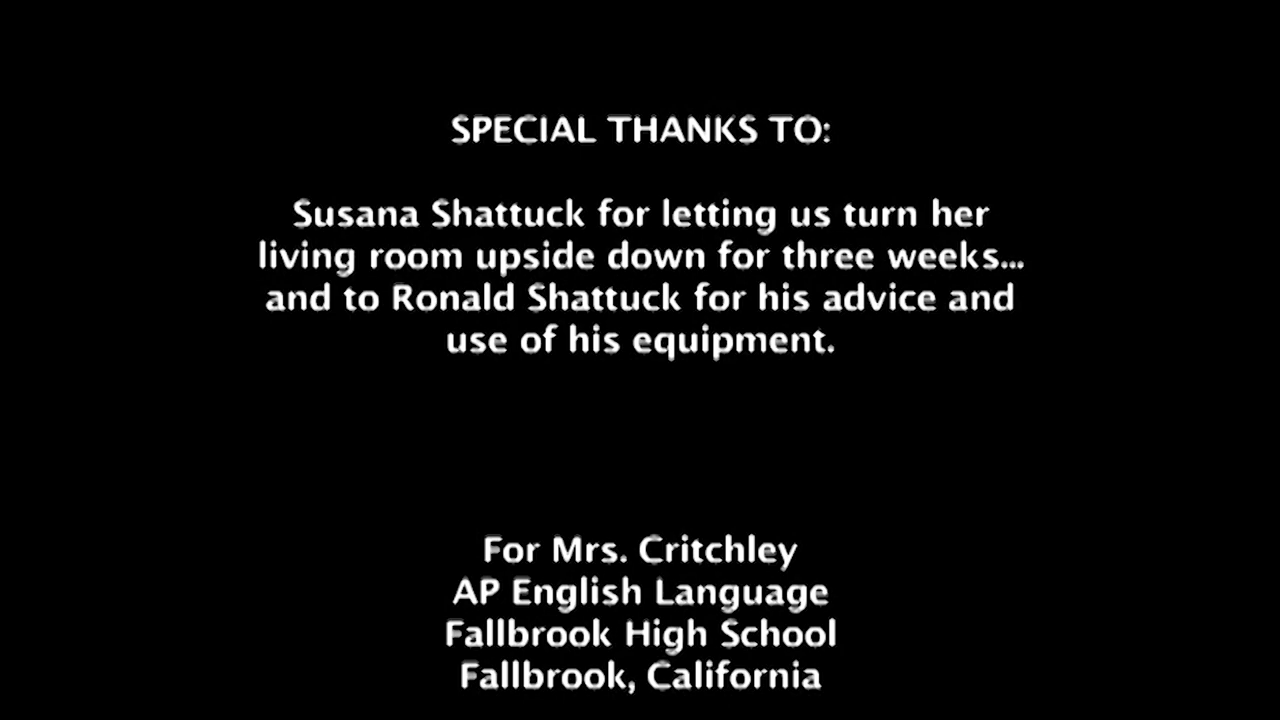 SPECIAL THANKS TO:
Susana Shattuck for letting us turn her
living room upside down for three weeks...
and to Ronald Shattuck for his advice and
use of his equipment.
For Mrs. Critchley
AP English Language
Fallbrook High School
Fallbrook, California